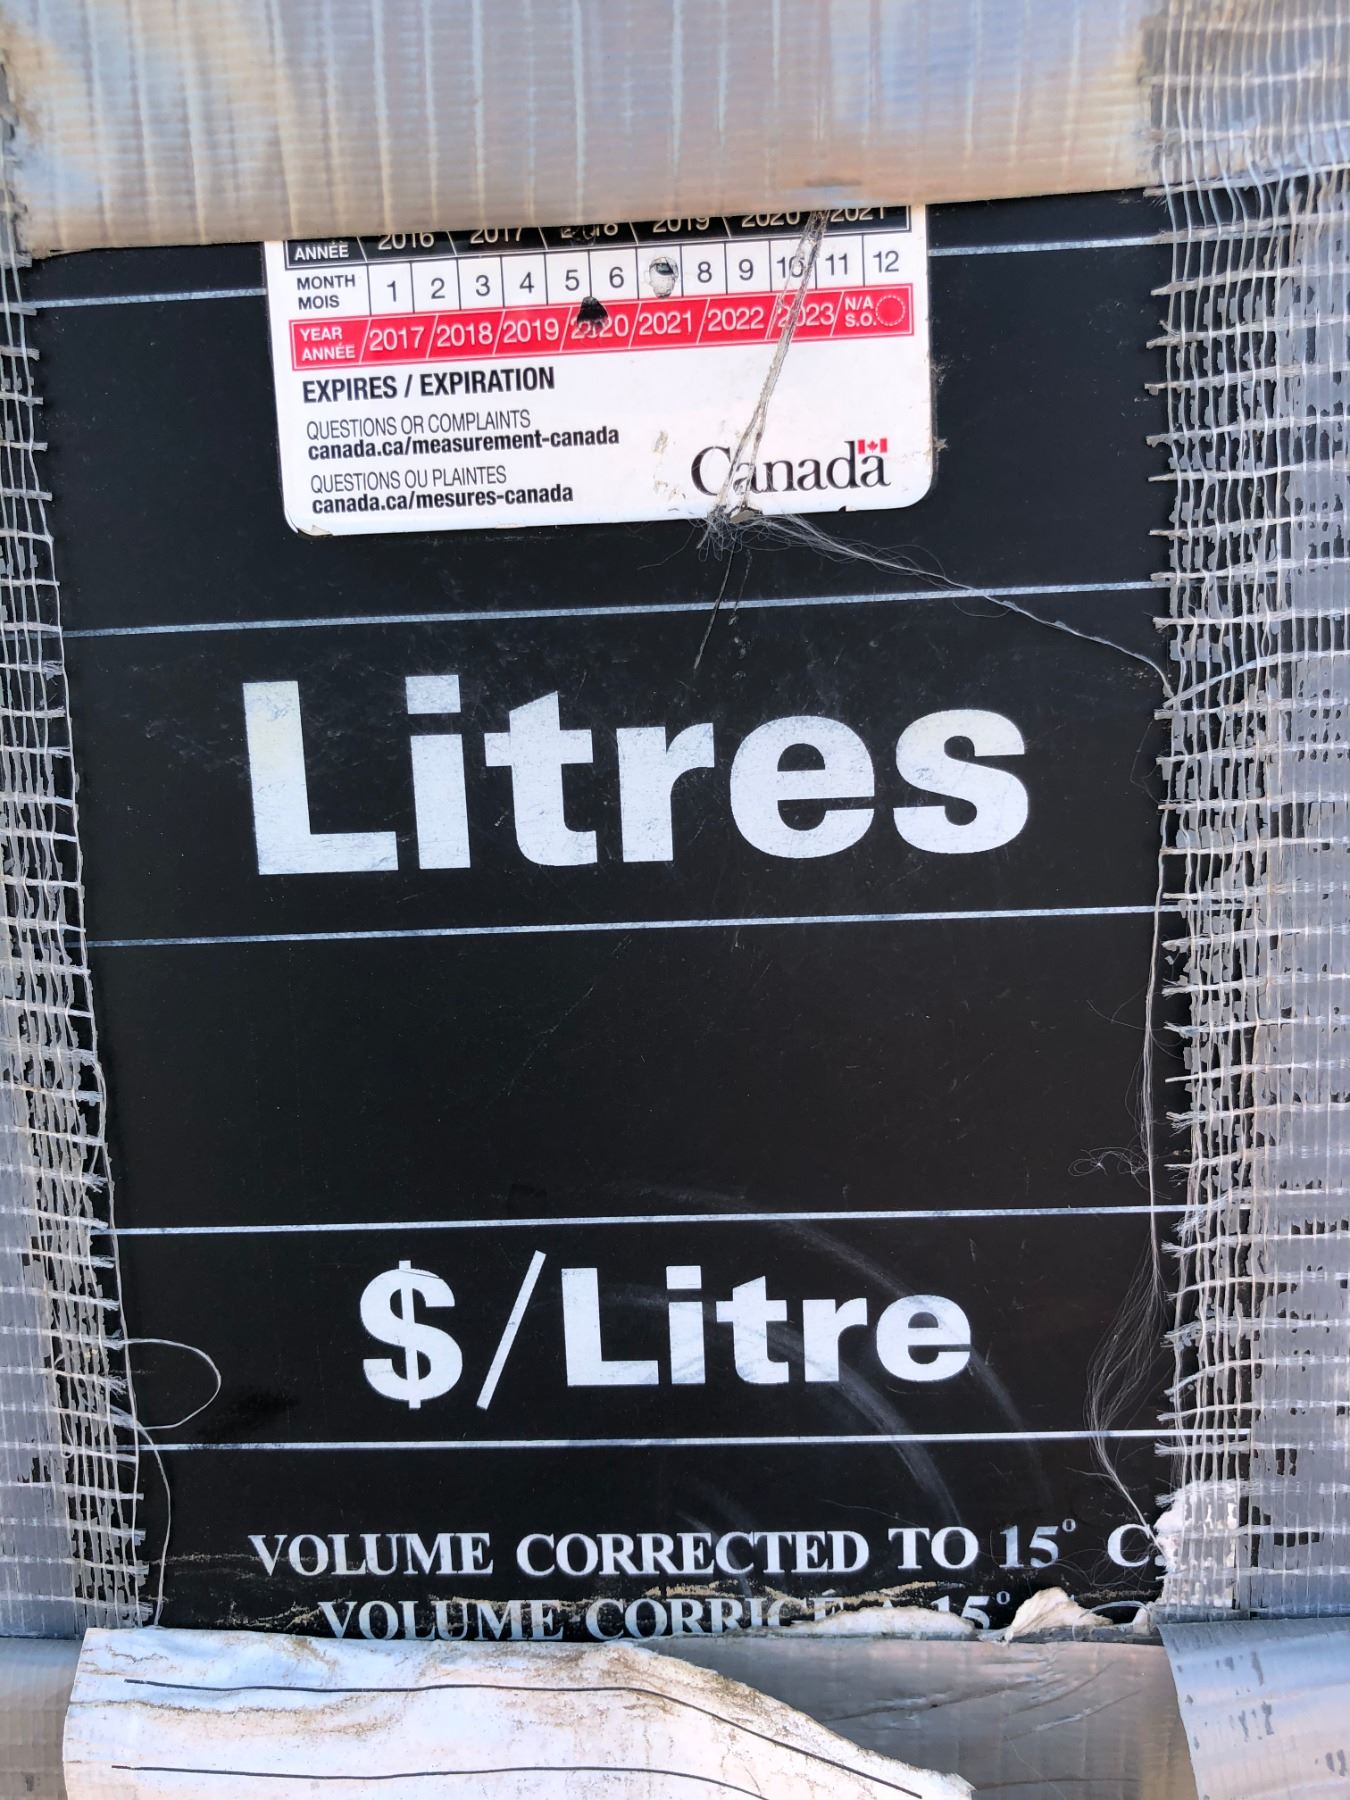 ANNÉE 2016 2017 2018 2019 2020 2021
MONTH 1 2 3 4 5 6 8 9 10 11 12
MOIS
YEAR 2017 2018 2019 2020 2021 2022 2023 N/A
ANNÉE S.O.
EXPIRES / EXPIRATION
QUESTIONS OR COMPLAINTS
canada.ca/measurement-canada
QUESTIONS OU PLAINTES
canada.ca/mesures-canada
Canada
Litres
$/Litre
VOLUME CORRECTED TO 15° C.
VOLUME CORRIGÉ À 15°